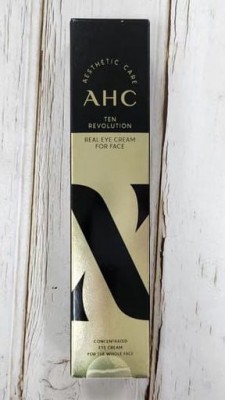 AESTHETIC CARE
AHC
TEN
REVOLUTION
REAL EYE CREAM
FOR FACE
CONCENTRATED
EYE CREAM
FOR THE WHOLE FACE